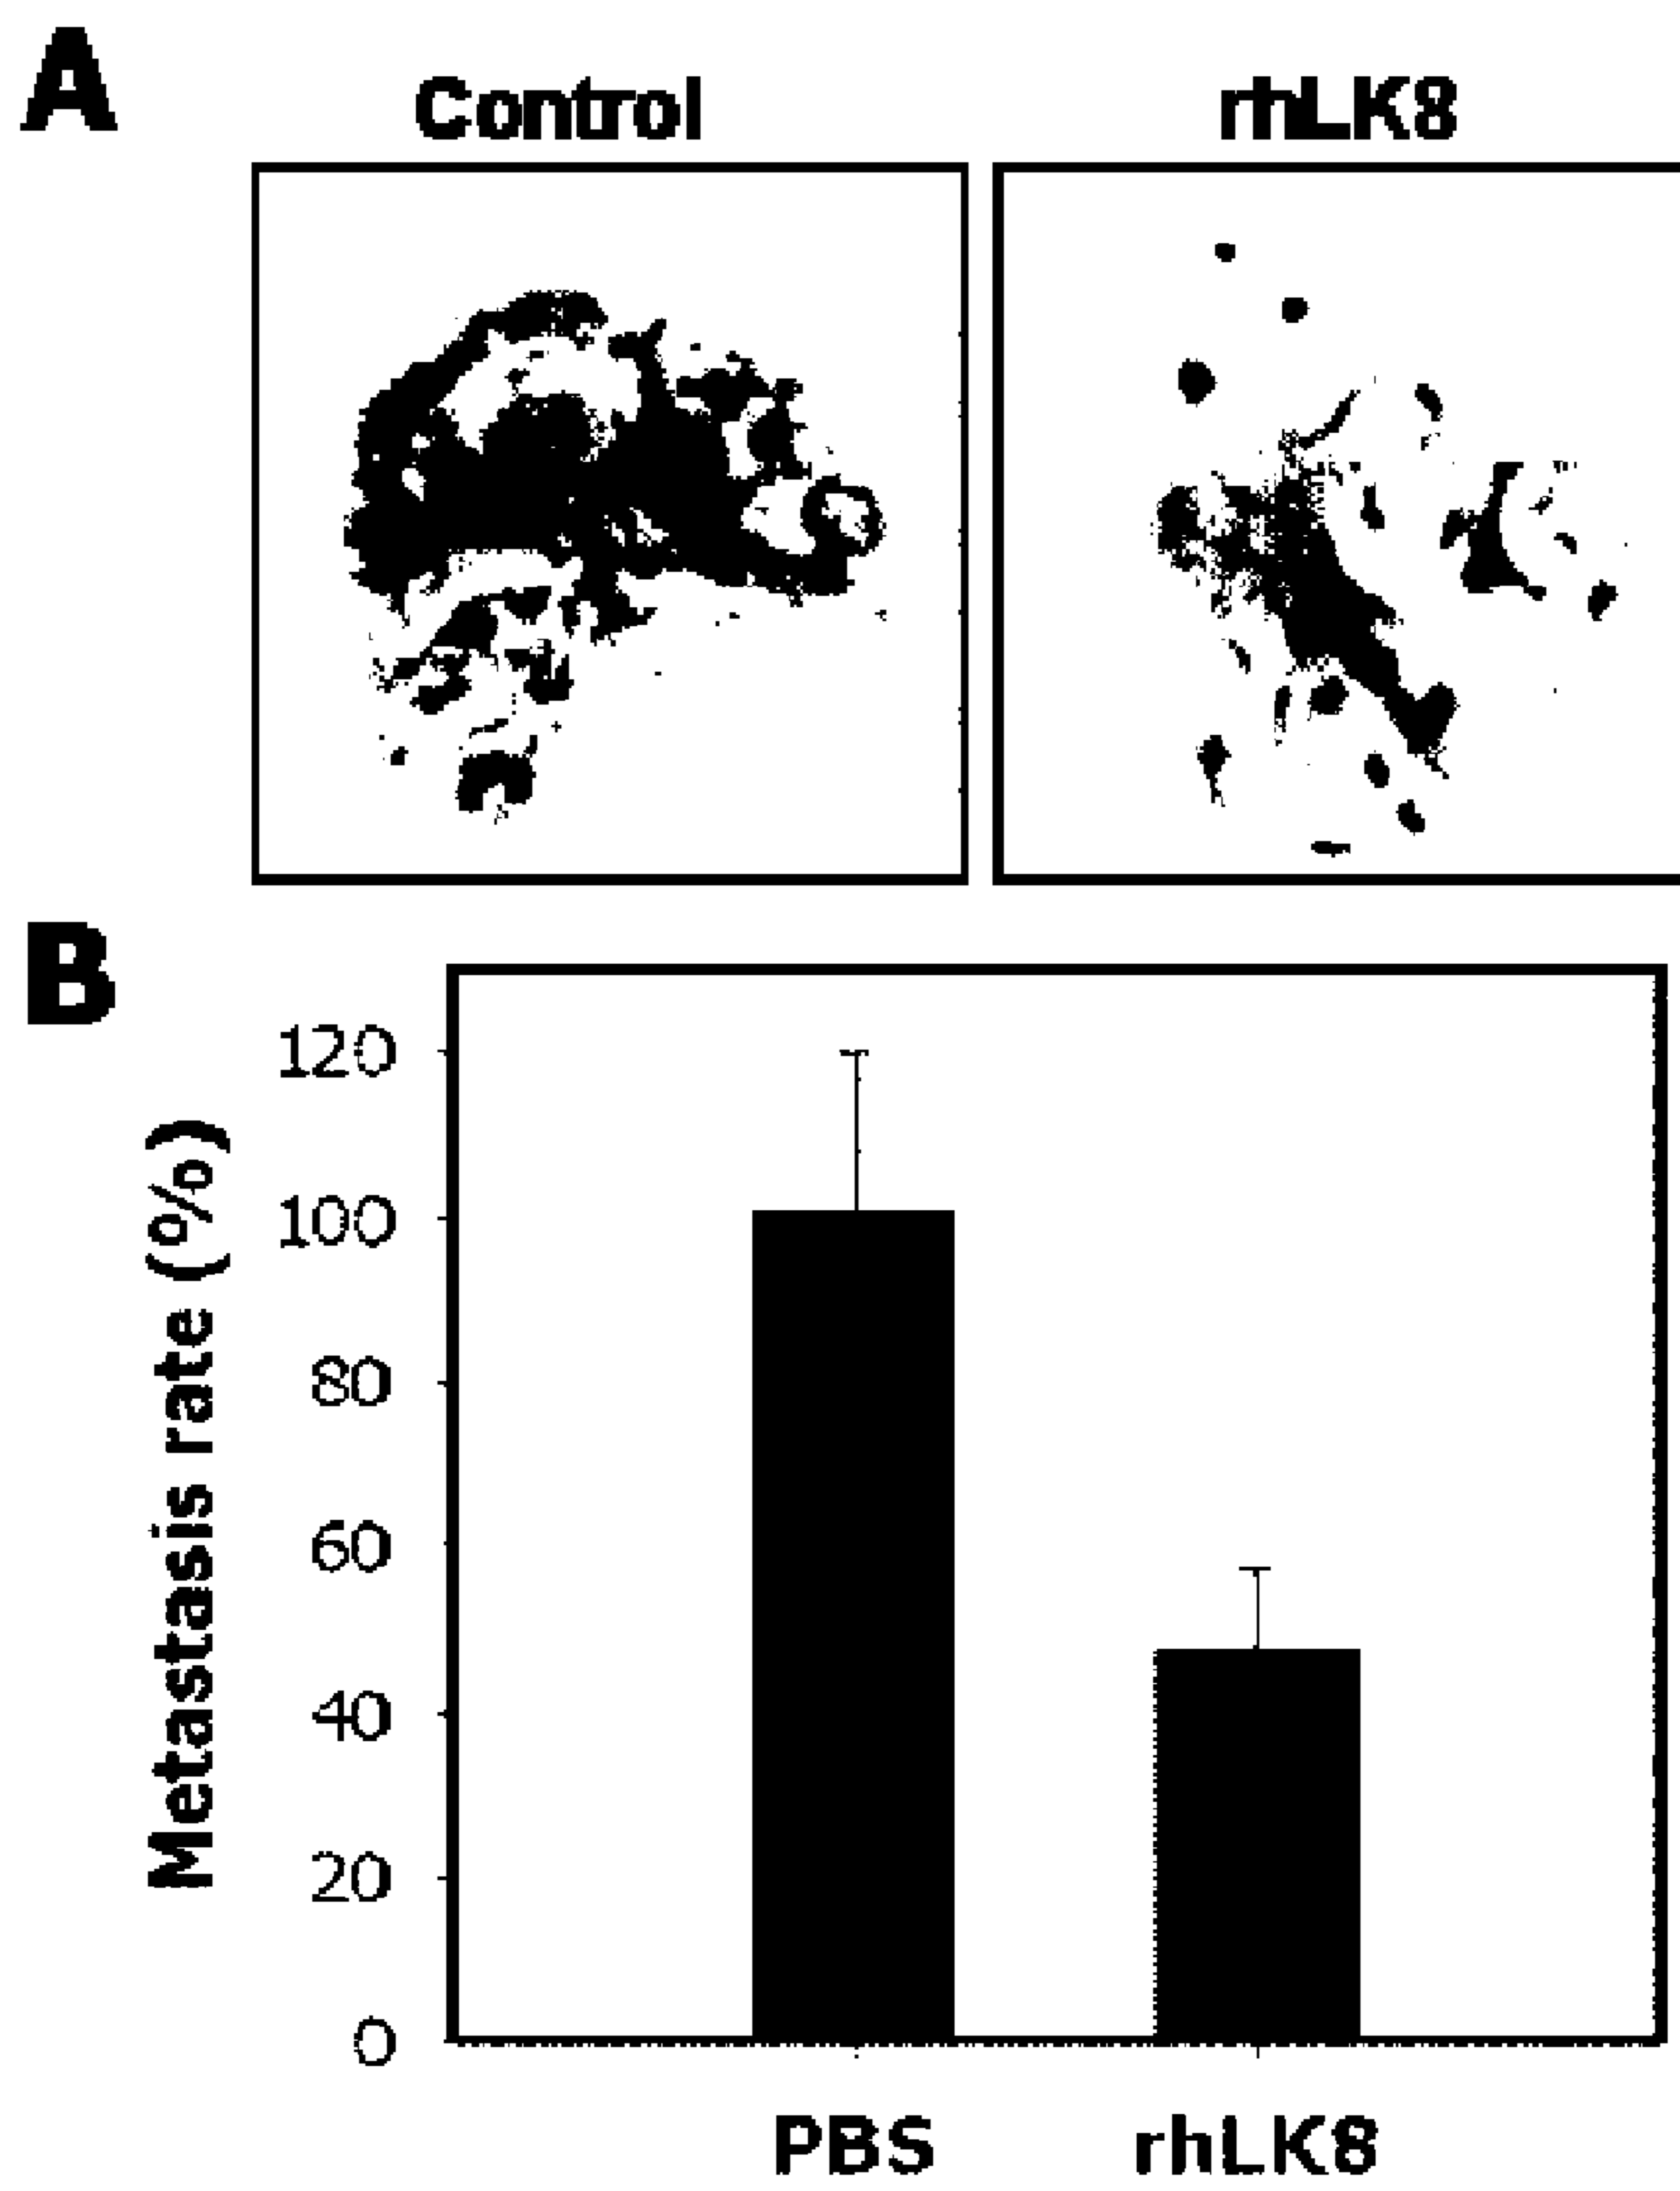 A
Control rhLK8
B
120
100
80
60
40
20
0
Metastasis rate (%)
PBS rhLK8